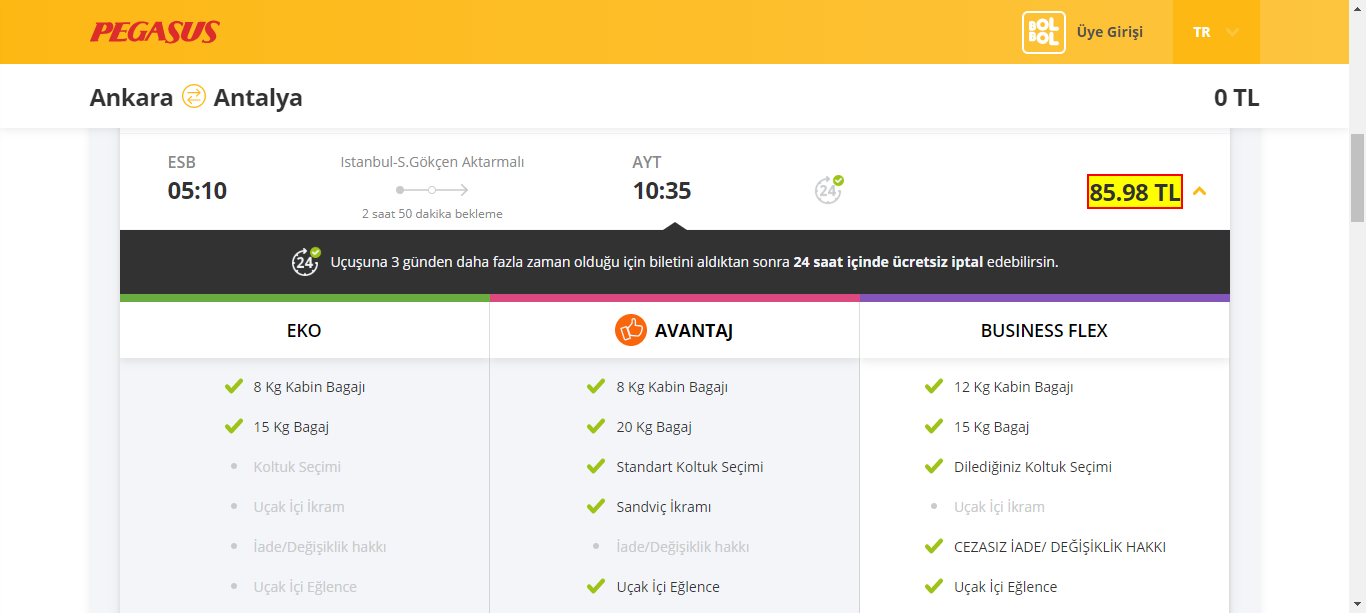 PEGASUS
BOL BOL
Üye Girişi
TR
Ankara Antalya
0 TL
ESB
05:10
Istanbul-S.Gökçen Aktarmalı
2 saat 50 dakika bekleme
AYT
10:35
24
85.98 TL
24 Uçuşuna 3 günden daha fazla zaman olduğu için biletini aldıktan sonra 24 saat içinde ücretsiz iptal edebilirsin.
EKO
8 Kg Kabin Bagajı
15 Kg Bagaj
Koltuk Seçimi
Uçak İçi İkram
İade/Değişiklik hakkı
Uçak İçi Eğlence
AVANTAJ
8 Kg Kabin Bagajı
20 Kg Bagaj
Standart Koltuk Seçimi
Sandviç İkramı
İade/Değişiklik hakkı
Uçak İçi Eğlence
BUSINESS FLEX
12 Kg Kabin Bagajı
15 Kg Bagaj
Dilediğiniz Koltuk Seçimi
Uçak İçi İkram
CEZASIZ İADE/ DEĞİŞİKLİK HAKKI
Uçak İçi Eğlence